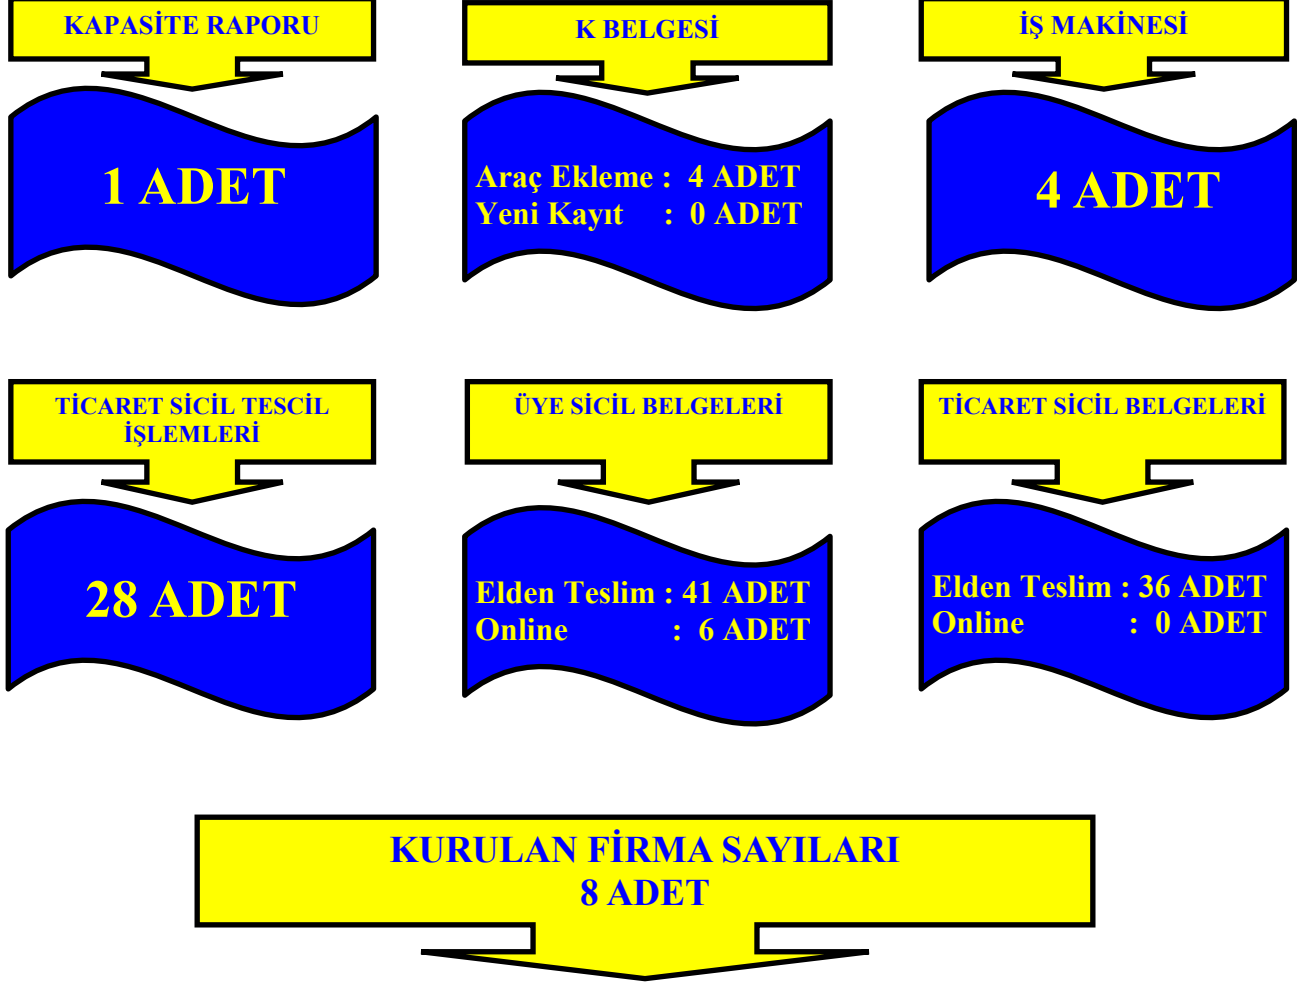 KAPASİTE RAPORU
K BELGESİ
İŞ MAKİNESİ
1 ADET
Araç Ekleme : 4 ADET
Yeni Kayıt : 0 ADET
4 ADET
TİCARET SİCİL TESCİL
İŞLEMLERİ
ÜYE SİCİL BELGELERİ
TİCARET SİCİL BELGELERİ
28 ADET
Elden Teslim : 41 ADET
Online : 6 ADET
Elden Teslim : 36 ADET
Online : 0 ADET
KURULAN FİRMA SAYILARI
8 ADET